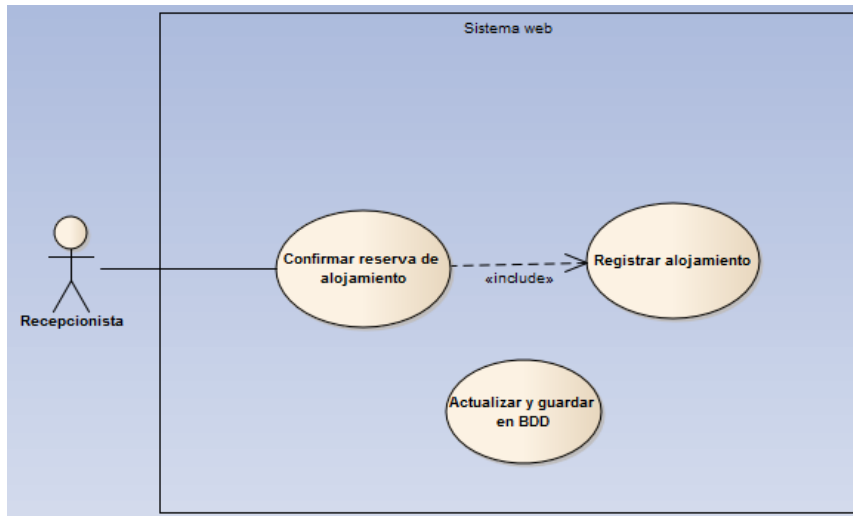 Sistema web
Confirmar reserva de
alojamiento
«include»
Registrar alojamiento
Recepcionista
Actualizar y guardar
en BDD